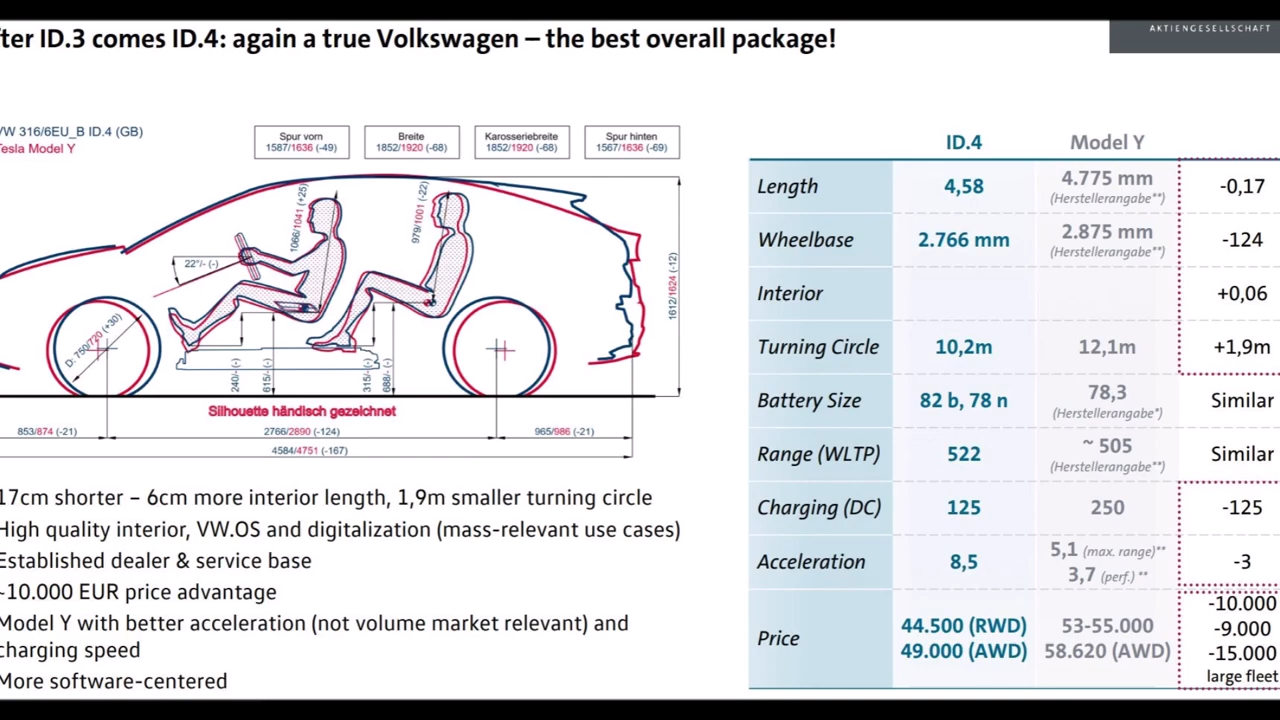 fter ID.3 comes ID.4: again a true Volkswagen – the best overall package!
AKTIENGESELLSCHAFT
VW 316/6EU_B ID.4 (GB)
Tesla Model Y
Spur vorn
1587/1636 (-49)
Breite
1852/1920 (-68)
Karosseriebreite
1852/1920 (-68)
Spur hinten
1567/1636 (-69)
1066/1041 (+25)
979/1001 (-22)
22°/- (-)
D: 750/720 (+30)
240/- (-)
615/- (-)
315/- (-)
688/- (-)
1612/1624 (-12)
Silhouette händisch gezeichnet
853/874 (-21)
2766/2890 (-124)
965/986 (-21)
4584/4751 (-167)
17cm shorter – 6cm more interior length, 1,9m smaller turning circle
High quality interior, VW.OS and digitalization (mass-relevant use cases)
Established dealer & service base
~10.000 EUR price advantage
Model Y with better acceleration (not volume market relevant) and
charging speed
More software-centered
ID.4 Model Y
Length 4,58 4.775 mm -0,17
(Herstellerangabe**)
Wheelbase 2.766 mm 2.875 mm -124
(Herstellerangabe**)
Interior +0,06
Turning Circle 10,2m 12,1m +1,9m
Battery Size 82 b, 78 n 78,3 Similar
(Herstellerangabe*)
Range (WLTP) 522 ~ 505 Similar
(Herstellerangabe**)
Charging (DC) 125 250 -125
Acceleration 8,5 5,1 (max. range)** -3
3,7 (perf.) **
Price 44.500 (RWD) 53-55.000 -10.000
49.000 (AWD) 58.620 (AWD) -9.000
-15.000
large fleet